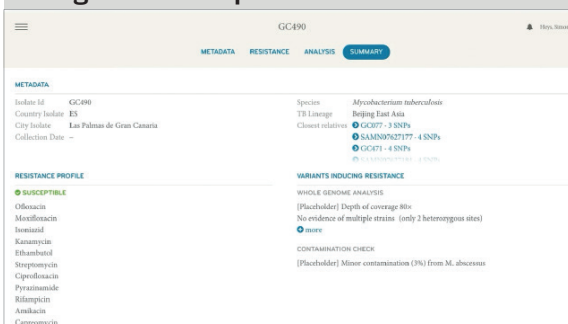 GC490
METADATA RESISTANCE ANALYSIS SUMMARY
METADATA
Isolate Id GC490
Country Isolate ES
City Isolate Las Palmas de Gran Canaria
Collection Date –
Species Mycobacterium tuberculosis
TB Lineage Beijing East Asia
Closest relatives GC077 - 3 SNPs
SAMN07627177 - 4 SNPs
GC471 - 4 SNPs
RESISTANCE PROFILE
SUSCEPTIBLE
Ofloxacin
Moxifloxacin
Isoniazid
Kanamycin
Ethambutol
Streptomycin
Ciprofloxacin
Pyrazinamide
Rifampicin
Amikacin
Capreomycin
VARIANTS INDUCING RESISTANCE
WHOLE GENOME ANALYSIS
[Placeholder] Depth of coverage 80×
No evidence of multiple strains (only 2 heterozygous sites)
more
CONTAMINATION CHECK
[Placeholder] Minor contamination (3%) from M. abscessus